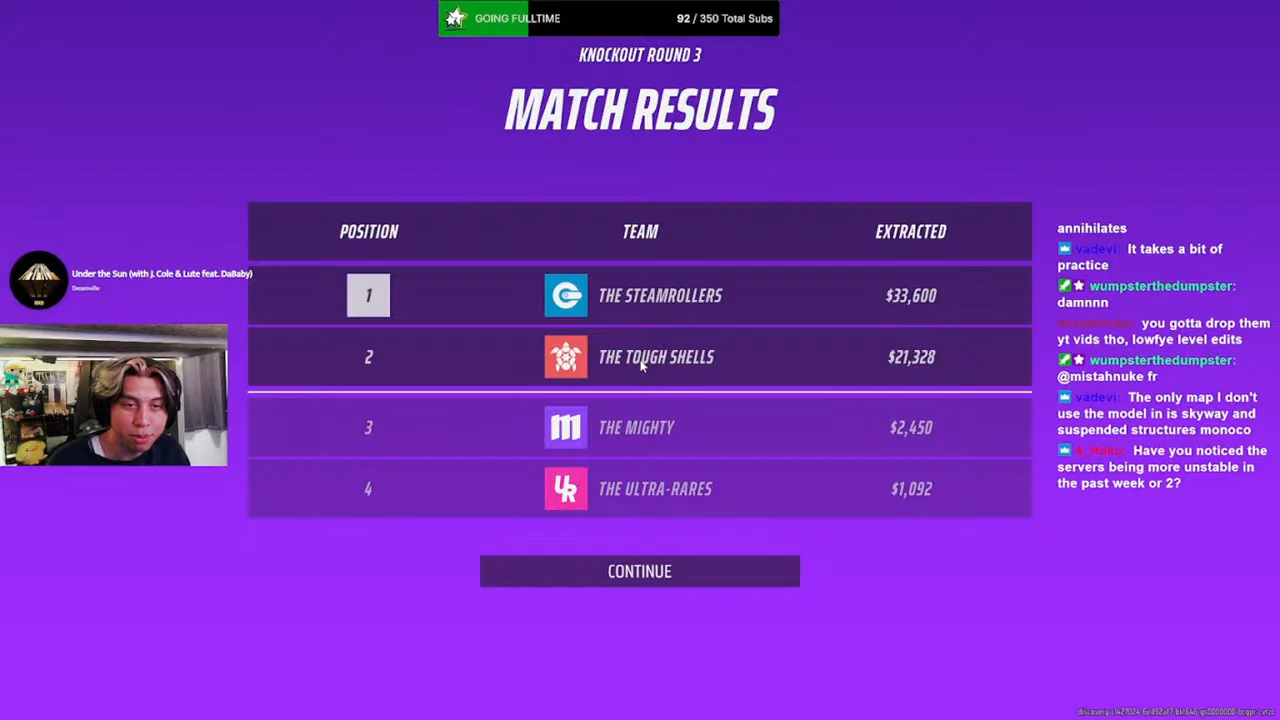 GOING FULLTIME 92 / 350 Total Subs
KNOCKOUT ROUND 3
MATCH RESULTS
POSITION TEAM EXTRACTED
1 THE STEAMROLLERS $33,600
2 THE TOUGH SHELLS $21,328
3 THE MIGHTY $2,450
4 UR THE ULTRA-RARES $1,092
CONTINUE
Under the Sun (with J. Cole & Lute feat. DaBaby)
Dreamville
annihilates
vadevi: It takes a bit of
practice
wumpsterthedumpster:
damnnn
you gotta drop them
yt vids tho, lowfye level edits
wumpsterthedumpster:
@mistahnuke fr
vadevi: The only map I don't
use the model in is skyway and
suspended structures monoco
Have you noticed the
servers being more unstable in
the past week or 2?